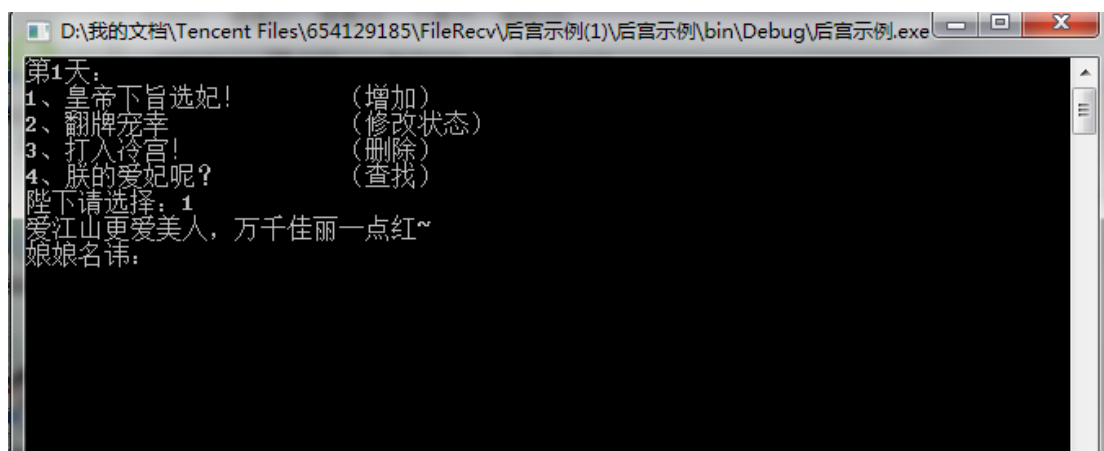 D:\我的文档\Tencent Files\654129185\FileRecv\后宫示例(1)\后宫示例\bin\Debug\后宫示例.exe
第1天：
1、皇帝下旨选妃！ （增加）
2、翻牌宠幸 （修改状态）
3、打入冷宫！ （删除）
4、朕的爱妃呢？ （查找）
陛下请选择：1
爱江山更爱美人，万千佳丽一点红~
娘娘名讳：